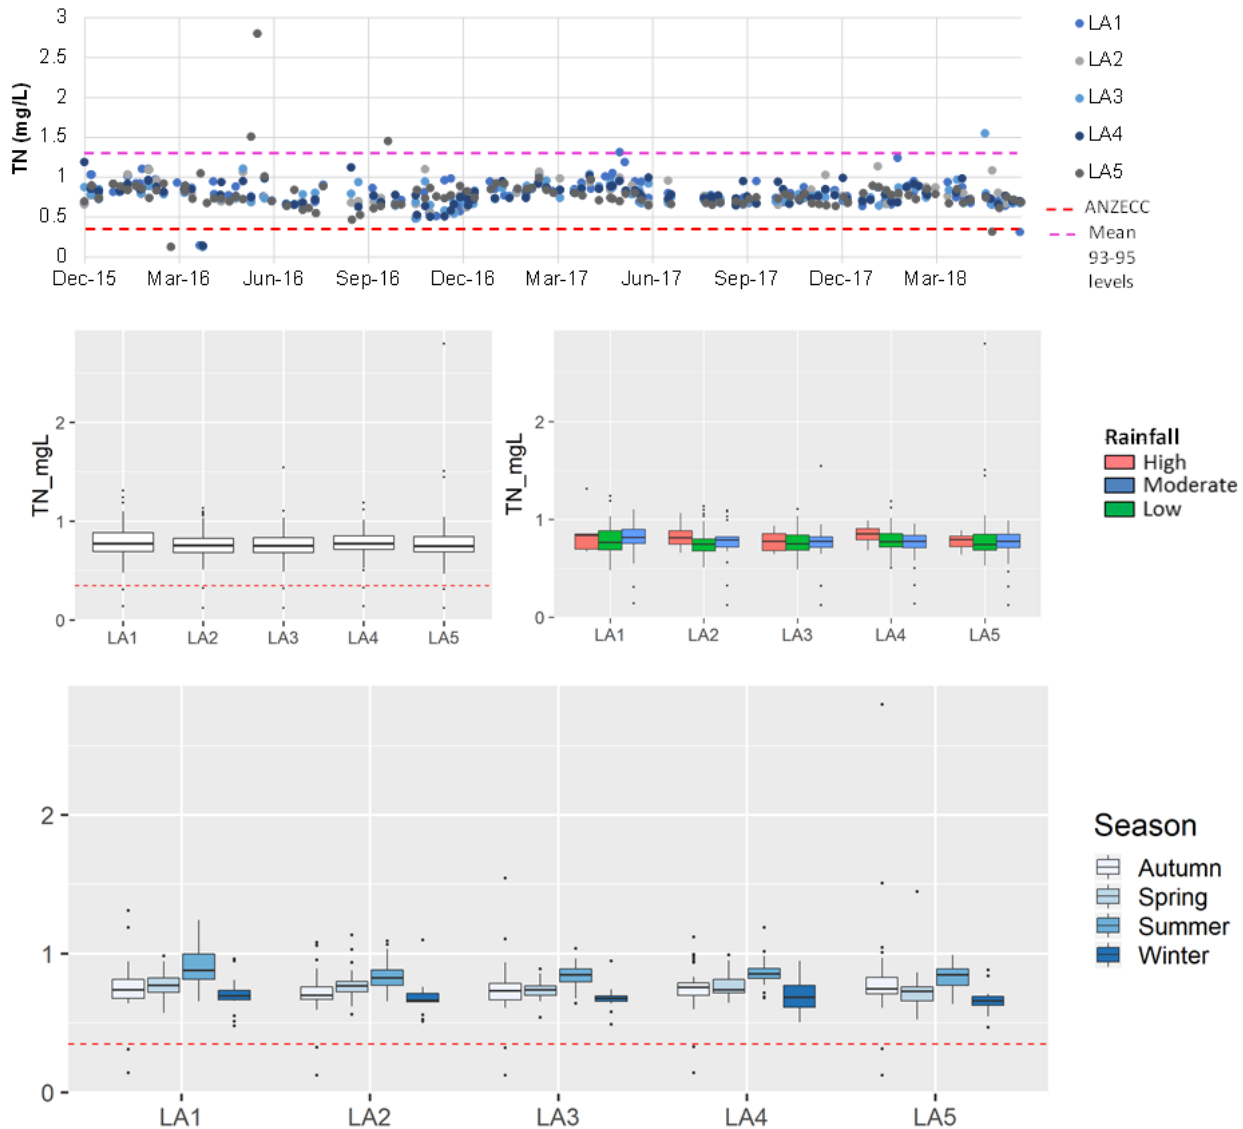 3
2.5
2
1.5
1
0.5
0
TN (mg/L)
Dec-15 Mar-16 Jun-16 Sep-16 Dec-16 Mar-17 Jun-17 Sep-17 Dec-17 Mar-18
LA1
LA2
LA3
LA4
LA5
ANZECC
Mean
93-95
levels
TN_mgL
2
1
0
LA1 LA2 LA3 LA4 LA5
TN_mgL
2
1
0
LA1 LA2 LA3 LA4 LA5
Rainfall
High
Moderate
Low
2
1
0
LA1 LA2 LA3 LA4 LA5
Season
Autumn
Spring
Summer
Winter